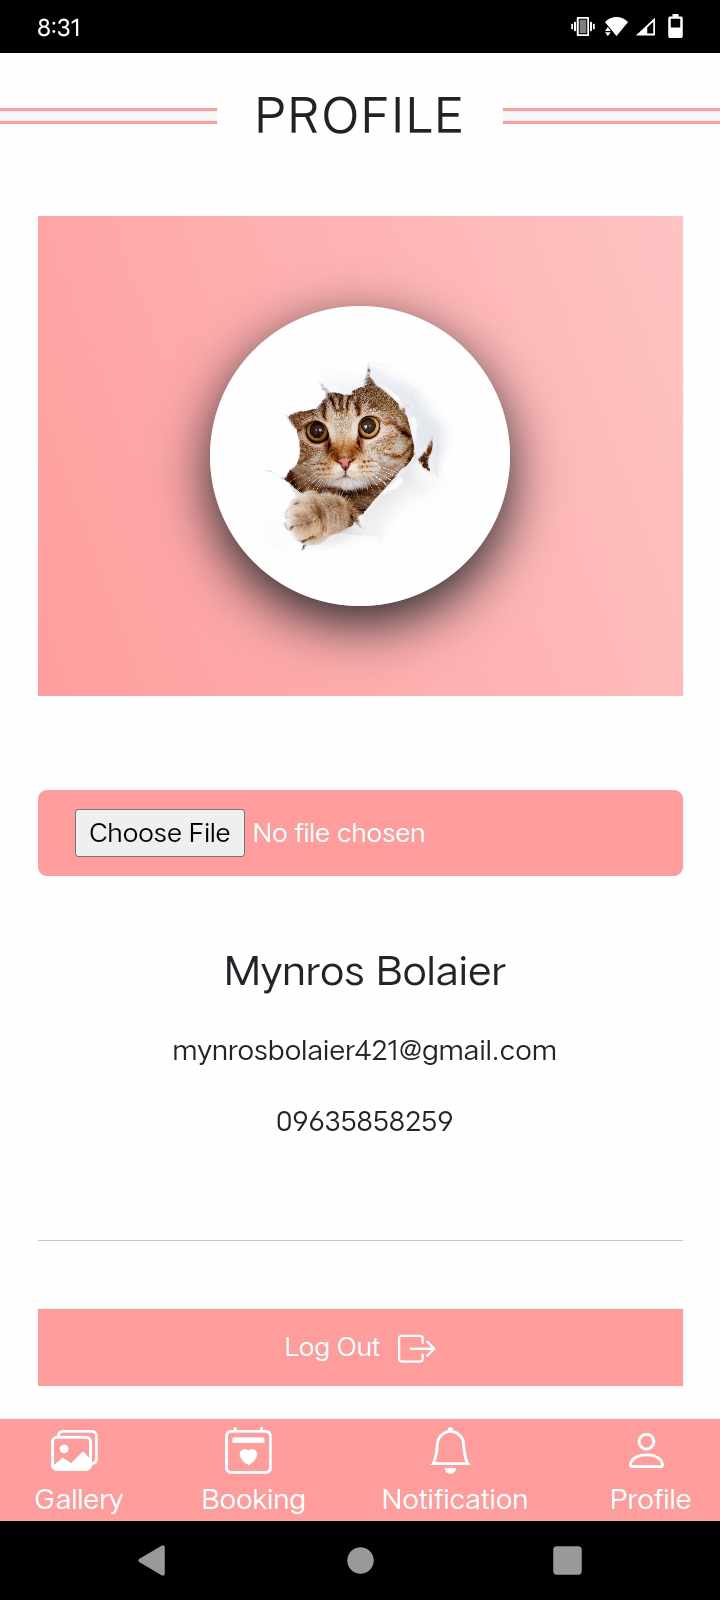 8:31
PROFILE
Choose File No file chosen
Mynros Bolaier
mynrosbolaier421@gmail.com
09635858259
Log Out
Gallery Booking Notification Profile